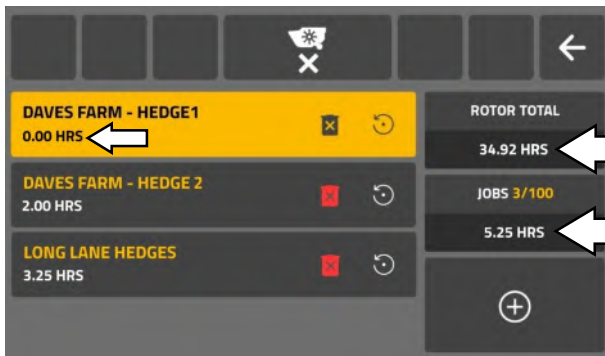 DAVES FARM - HEDGE1
0.00 HRS
DAVES FARM - HEDGE 2
2.00 HRS
LONG LANE HEDGES
3.25 HRS
ROTOR TOTAL
34.92 HRS
JOBS 3/100
5.25 HRS